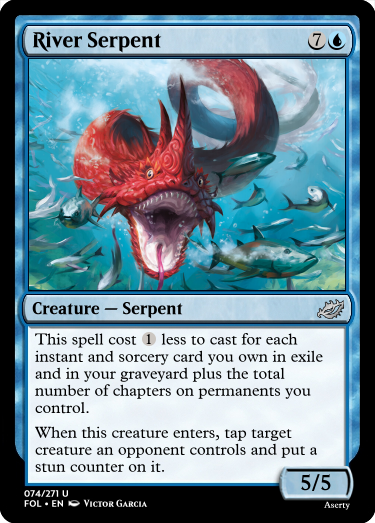 River Serpent 7
Creature — Serpent
This spell cost 1 less to cast for each
instant and sorcery card you own in exile
and in your graveyard plus the total
number of chapters on permanents you
control.
When this creature enters, tap target
creature an opponent controls and put a
stun counter on it.
5/5
074/271 U
FOL • EN Victor Garcia
Aserty